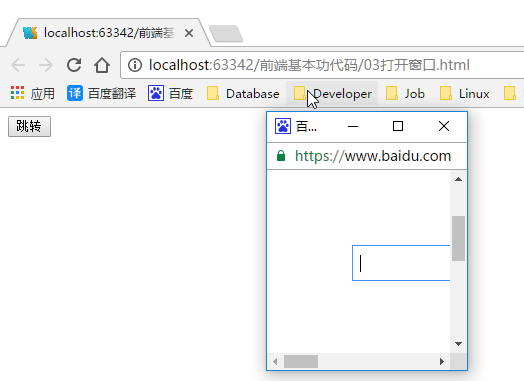 localhost:63342/前端基
localhost:63342/前端基本功代码/03打开窗口.html
应用 译 百度翻译 百度 Database Developer Job Linux
跳转
百...
https://www.baidu.com